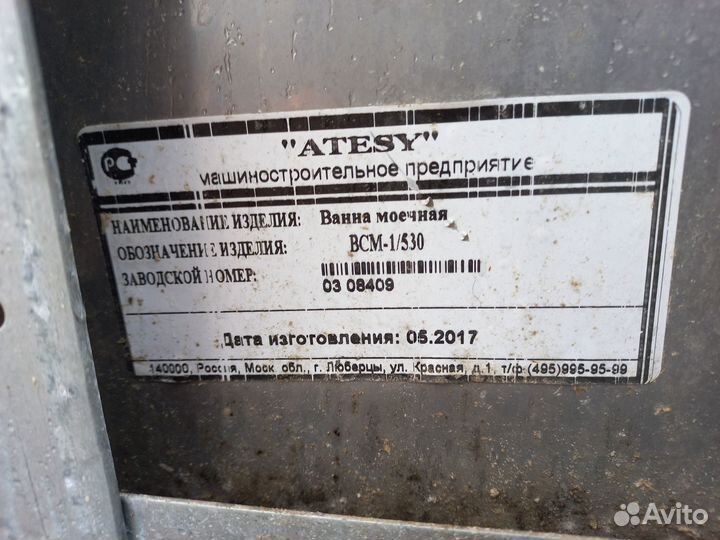 "ATESY"
РСТ
машиностроительное предприятие
НАИМЕНОВАНИЕ ИЗДЕЛИЯ: Ванна моечная
ОБОЗНАЧЕНИЕ ИЗДЕЛИЯ: ВСМ-1/530
ЗАВОДСКОЙ НОМЕР:
03 08409
Дата изготовления: 05.2017
140000, Россия, Моск. обл., г. Люберцы, ул. Красная, д.1, т/ф (495)995-95-99
Avito